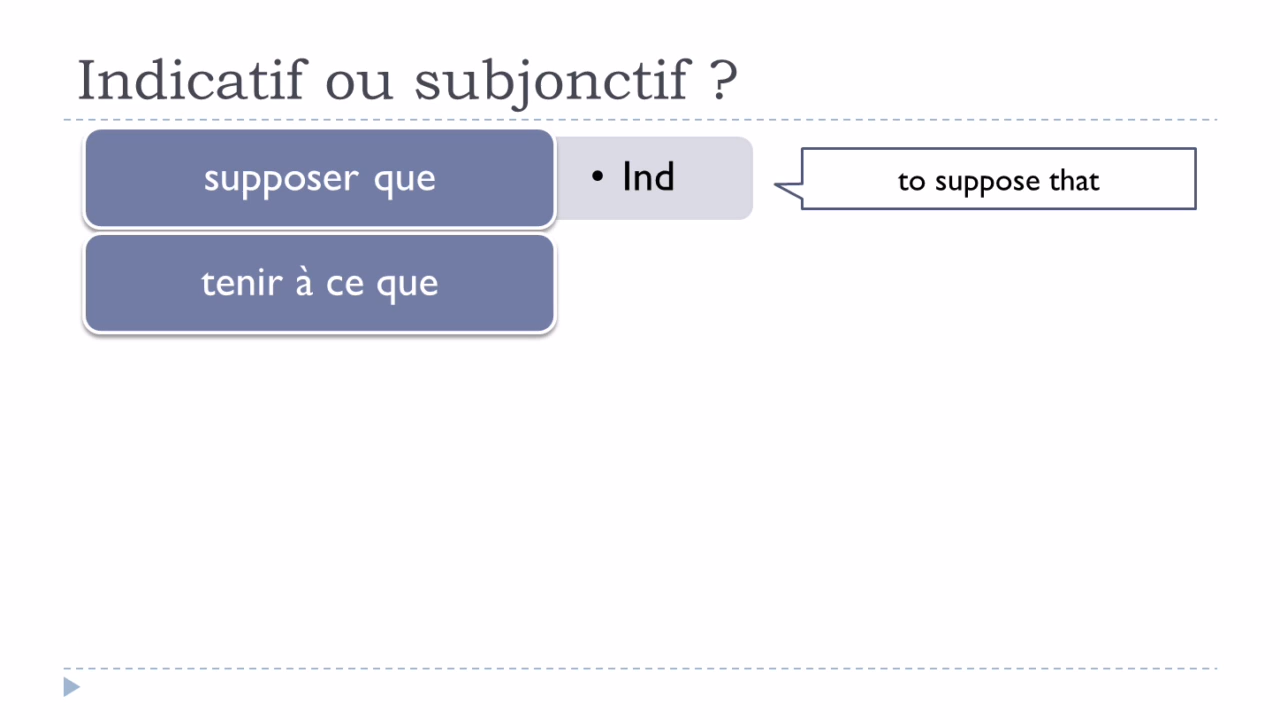 Indicatif ou subjonctif ?
supposer que
• Ind
to suppose that
tenir à ce que